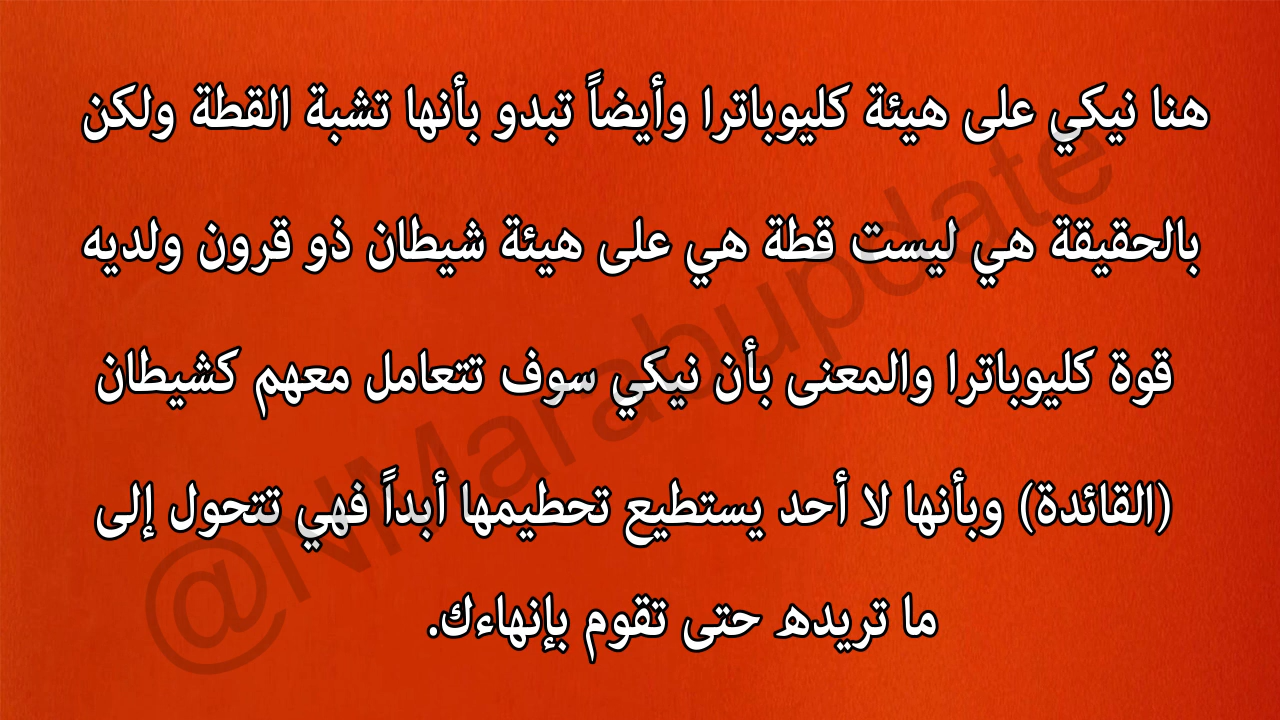 هنا نيكي على هيئة كليوباترا وأيضاً تبدو بأنها تشبة القطة ولكن
بالحقيقة هي ليست قطة هي على هيئة شيطان ذو قرون ولديه
قوة كليوباترا والمعنى بأن نيكي سوف تتعامل معهم كشيطان
(القائدة) وبأنها لا أحد يستطيع تحطيمها أبداً فهي تتحول إلى
ما تريده حتى تقوم بإنهاءك.
@NMarabupdate